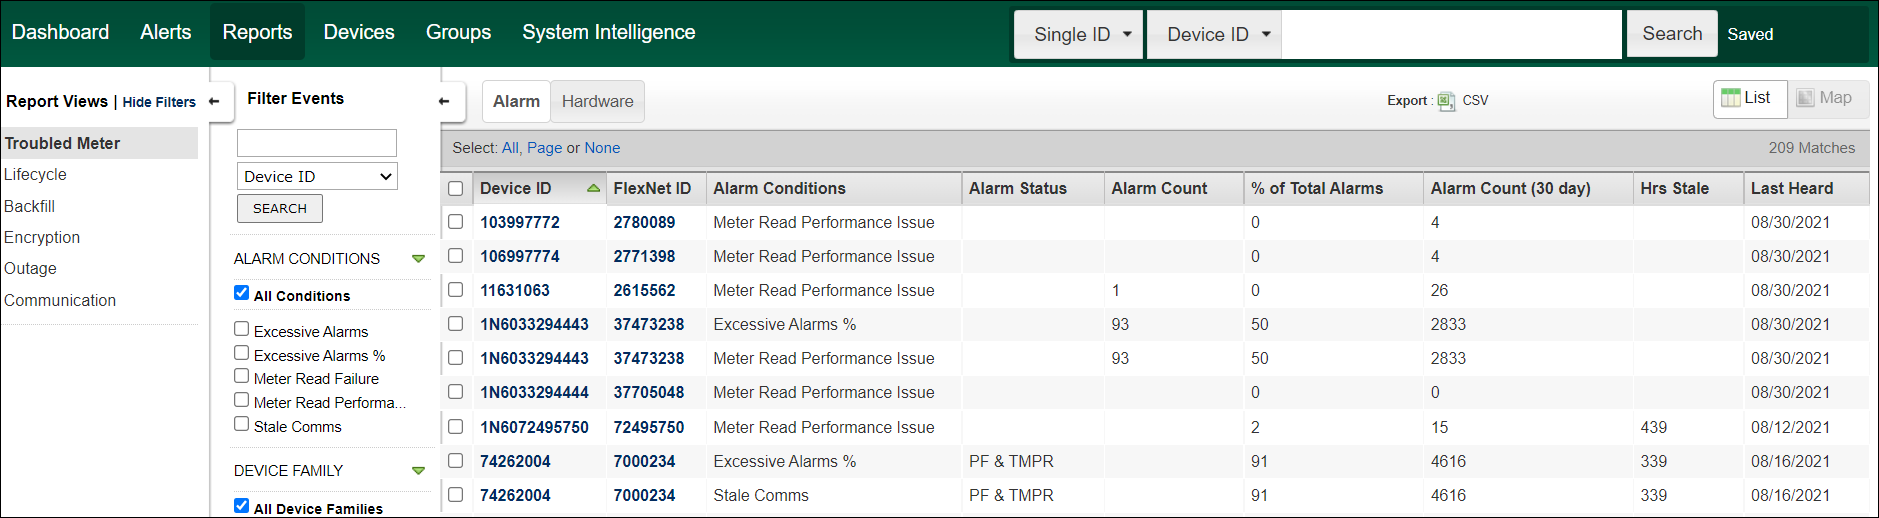 Dashboard Alerts Reports Devices Groups System Intelligence Single ID Device ID Search Saved
Report Views | Hide Filters
Troubled Meter
Lifecycle
Backfill
Encryption
Outage
Communication
Filter Events
Device ID
SEARCH
ALARM CONDITIONS
All Conditions
Excessive Alarms
Excessive Alarms %
Meter Read Failure
Meter Read Performa...
Stale Comms
DEVICE FAMILY
All Device Families
Alarm Hardware Export : CSV List Map
Select: All, Page or None 209 Matches
Device ID FlexNet ID Alarm Conditions Alarm Status Alarm Count % of Total Alarms Alarm Count (30 day) Hrs Stale Last Heard
103997772 2780089 Meter Read Performance Issue 0 4 08/30/2021
106997774 2771398 Meter Read Performance Issue 0 4 08/30/2021
11631063 2615562 Meter Read Performance Issue 1 0 26 08/30/2021
1N6033294443 37473238 Excessive Alarms % 93 50 2833 08/30/2021
1N6033294443 37473238 Meter Read Performance Issue 93 50 2833 08/30/2021
1N6033294444 37705048 Meter Read Performance Issue 0 0 08/30/2021
1N6072495750 72495750 Meter Read Performance Issue 2 15 439 08/12/2021
74262004 7000234 Excessive Alarms % PF & TMPR 91 4616 339 08/16/2021
74262004 7000234 Stale Comms PF & TMPR 91 4616 339 08/16/2021